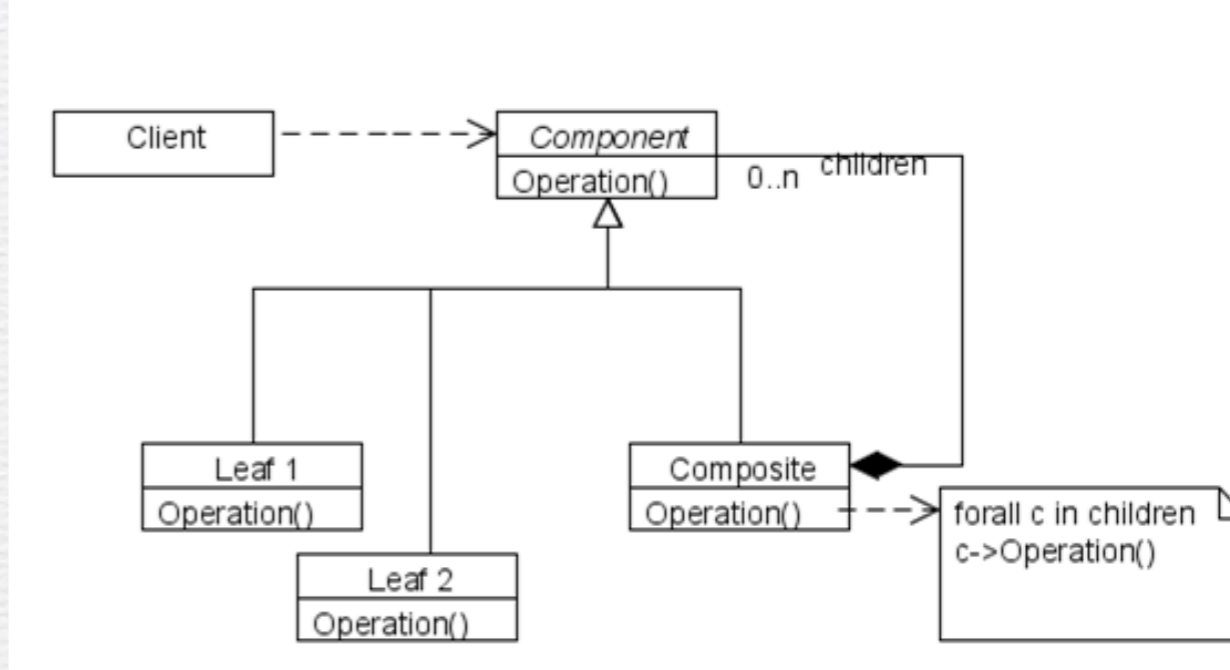 Client
Component
Operation()
0..n
children
Leaf 1
Operation()
Composite
Operation()
forall c in children
c->Operation()
Leaf 2
Operation()